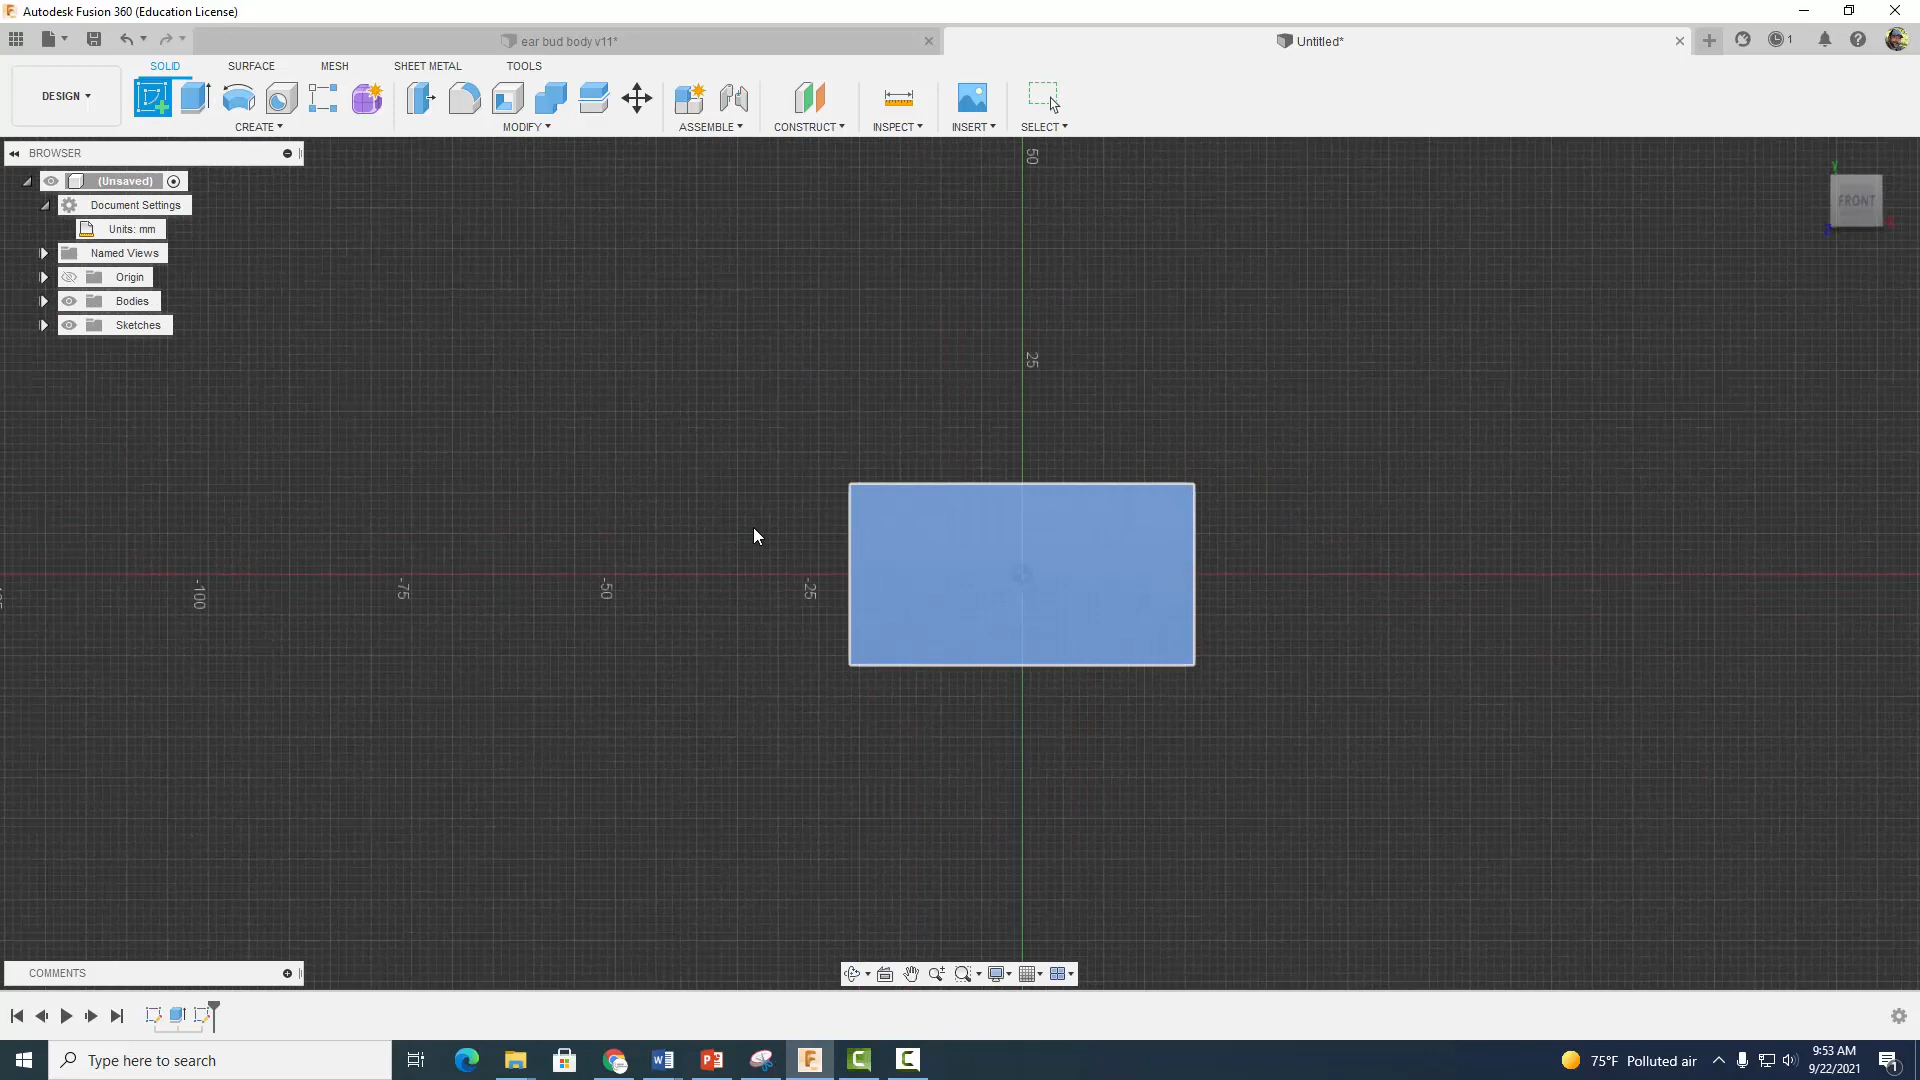 Autodesk Fusion 360 (Education License)
ear bud body v11*
Untitled*
1
DESIGN
SOLID
SURFACE
MESH
SHEET METAL
TOOLS
CREATE
MODIFY
ASSEMBLE
CONSTRUCT
INSPECT
INSERT
SELECT
BROWSER
(Unsaved)
Document Settings
Units: mm
Named Views
Origin
Bodies
Sketches
50
25
-100
-75
-50
-25
Y
FRONT
COMMENTS
Type here to search
75°F Polluted air
9:53 AM
9/22/2021
1